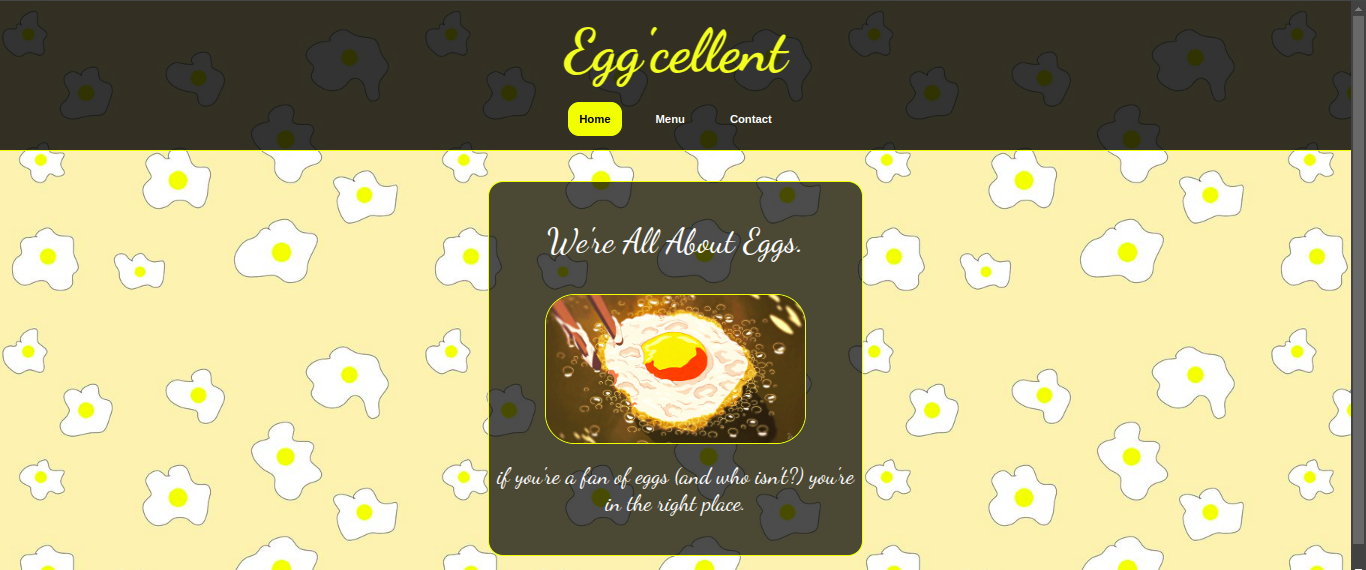 Egg'cellent
Home Menu Contact
We're All About Eggs.
if you're a fan of eggs (and who isn't?) you're
in the right place.